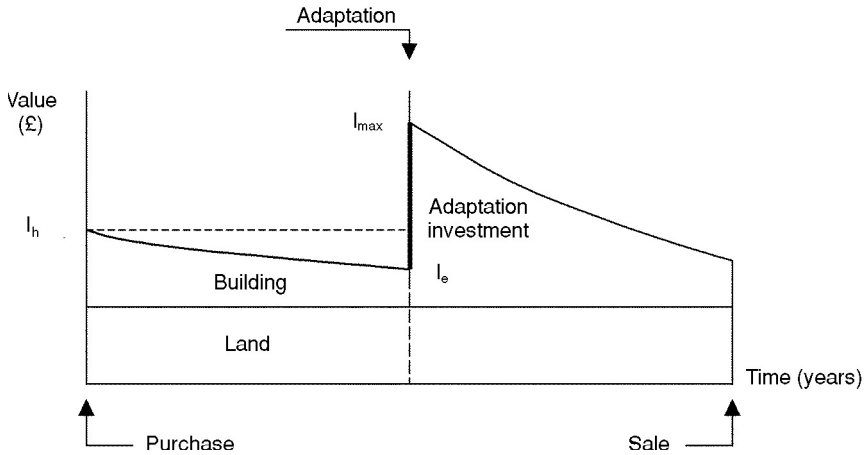 Adaptation
Value
(£)
I_max
I_h
Adaptation
investment
I_e
Building
Land
Time (years)
Purchase
Sale